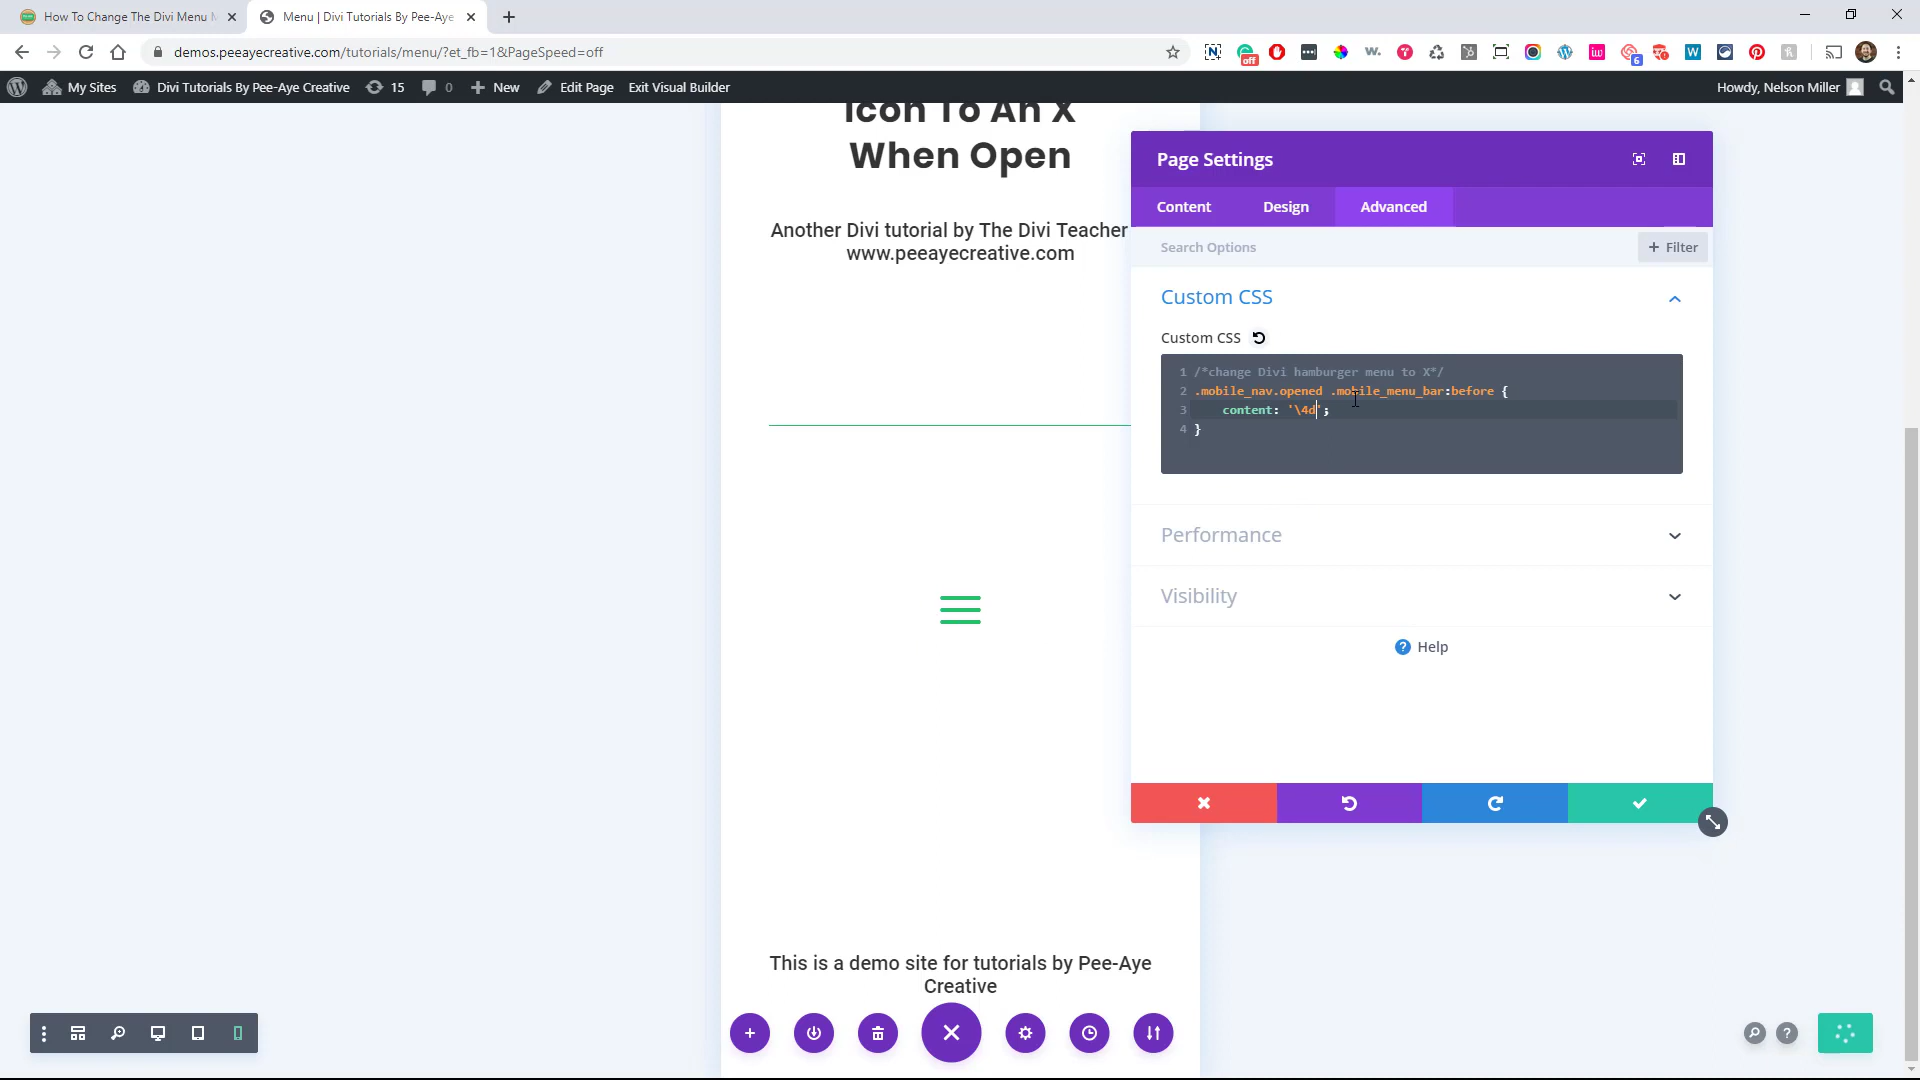 How To Change The Divi Menu
Menu | Divi Tutorials By Pee-Aye
demos.peeayecreative.com/tutorials/menu/?et_fb=1&PageSpeed=off
off
W.
6
W
My Sites
Divi Tutorials By Pee-Aye Creative
15
0
New
Edit Page
Exit Visual Builder
Howdy, Nelson Miller
Icon To An X
When Open
Another Divi tutorial by The Divi Teacher
www.peeayecreative.com
Page Settings
Content
Design
Advanced
Search Options
+ Filter
Custom CSS
Custom CSS
1 /*change Divi hamburger menu to X*/
2 .mobile_nav.opened .mobile_menu_bar:before {
3 content: '\4d';
4 }
Performance
Visibility
? Help
This is a demo site for tutorials by Pee-Aye
Creative
?